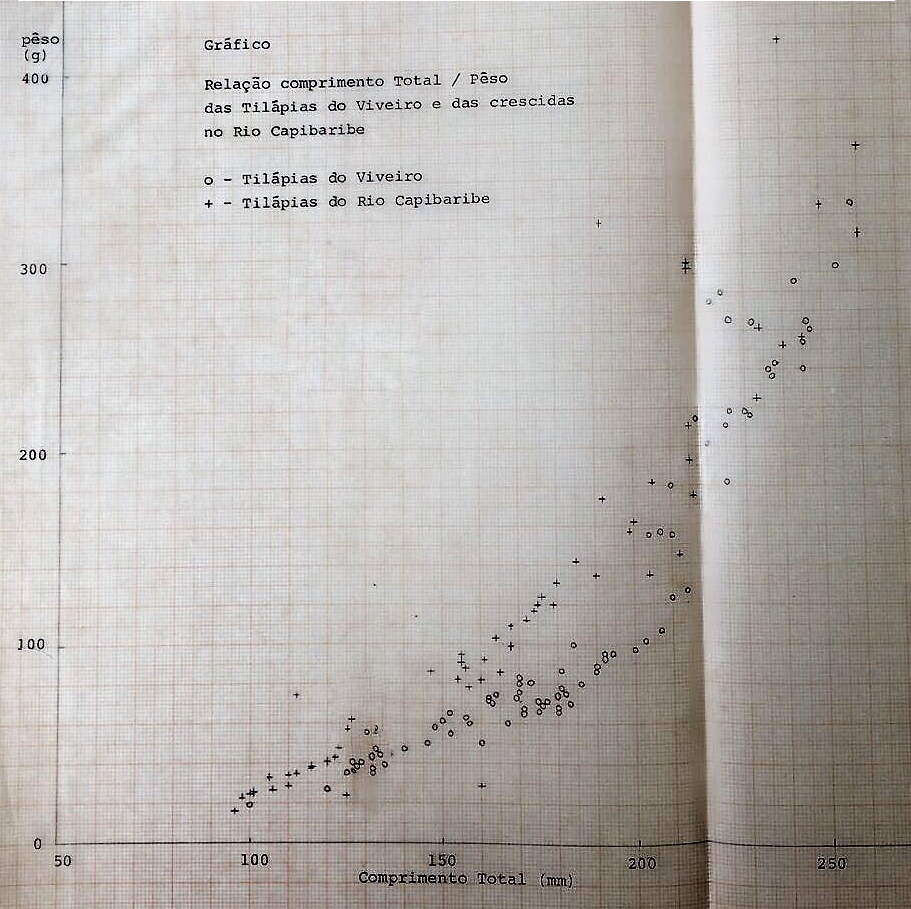 pêso
(g)
400
300
200
100
0
Gráfico
Relação comprimento Total / Pêso
das Tilápias do Viveiro e das crescidas
no Rio Capibaribe
o - Tilápias do Viveiro
+ - Tilápias do Rio Capibaribe
50 100 150 200 250
Comprimento Total (mm)